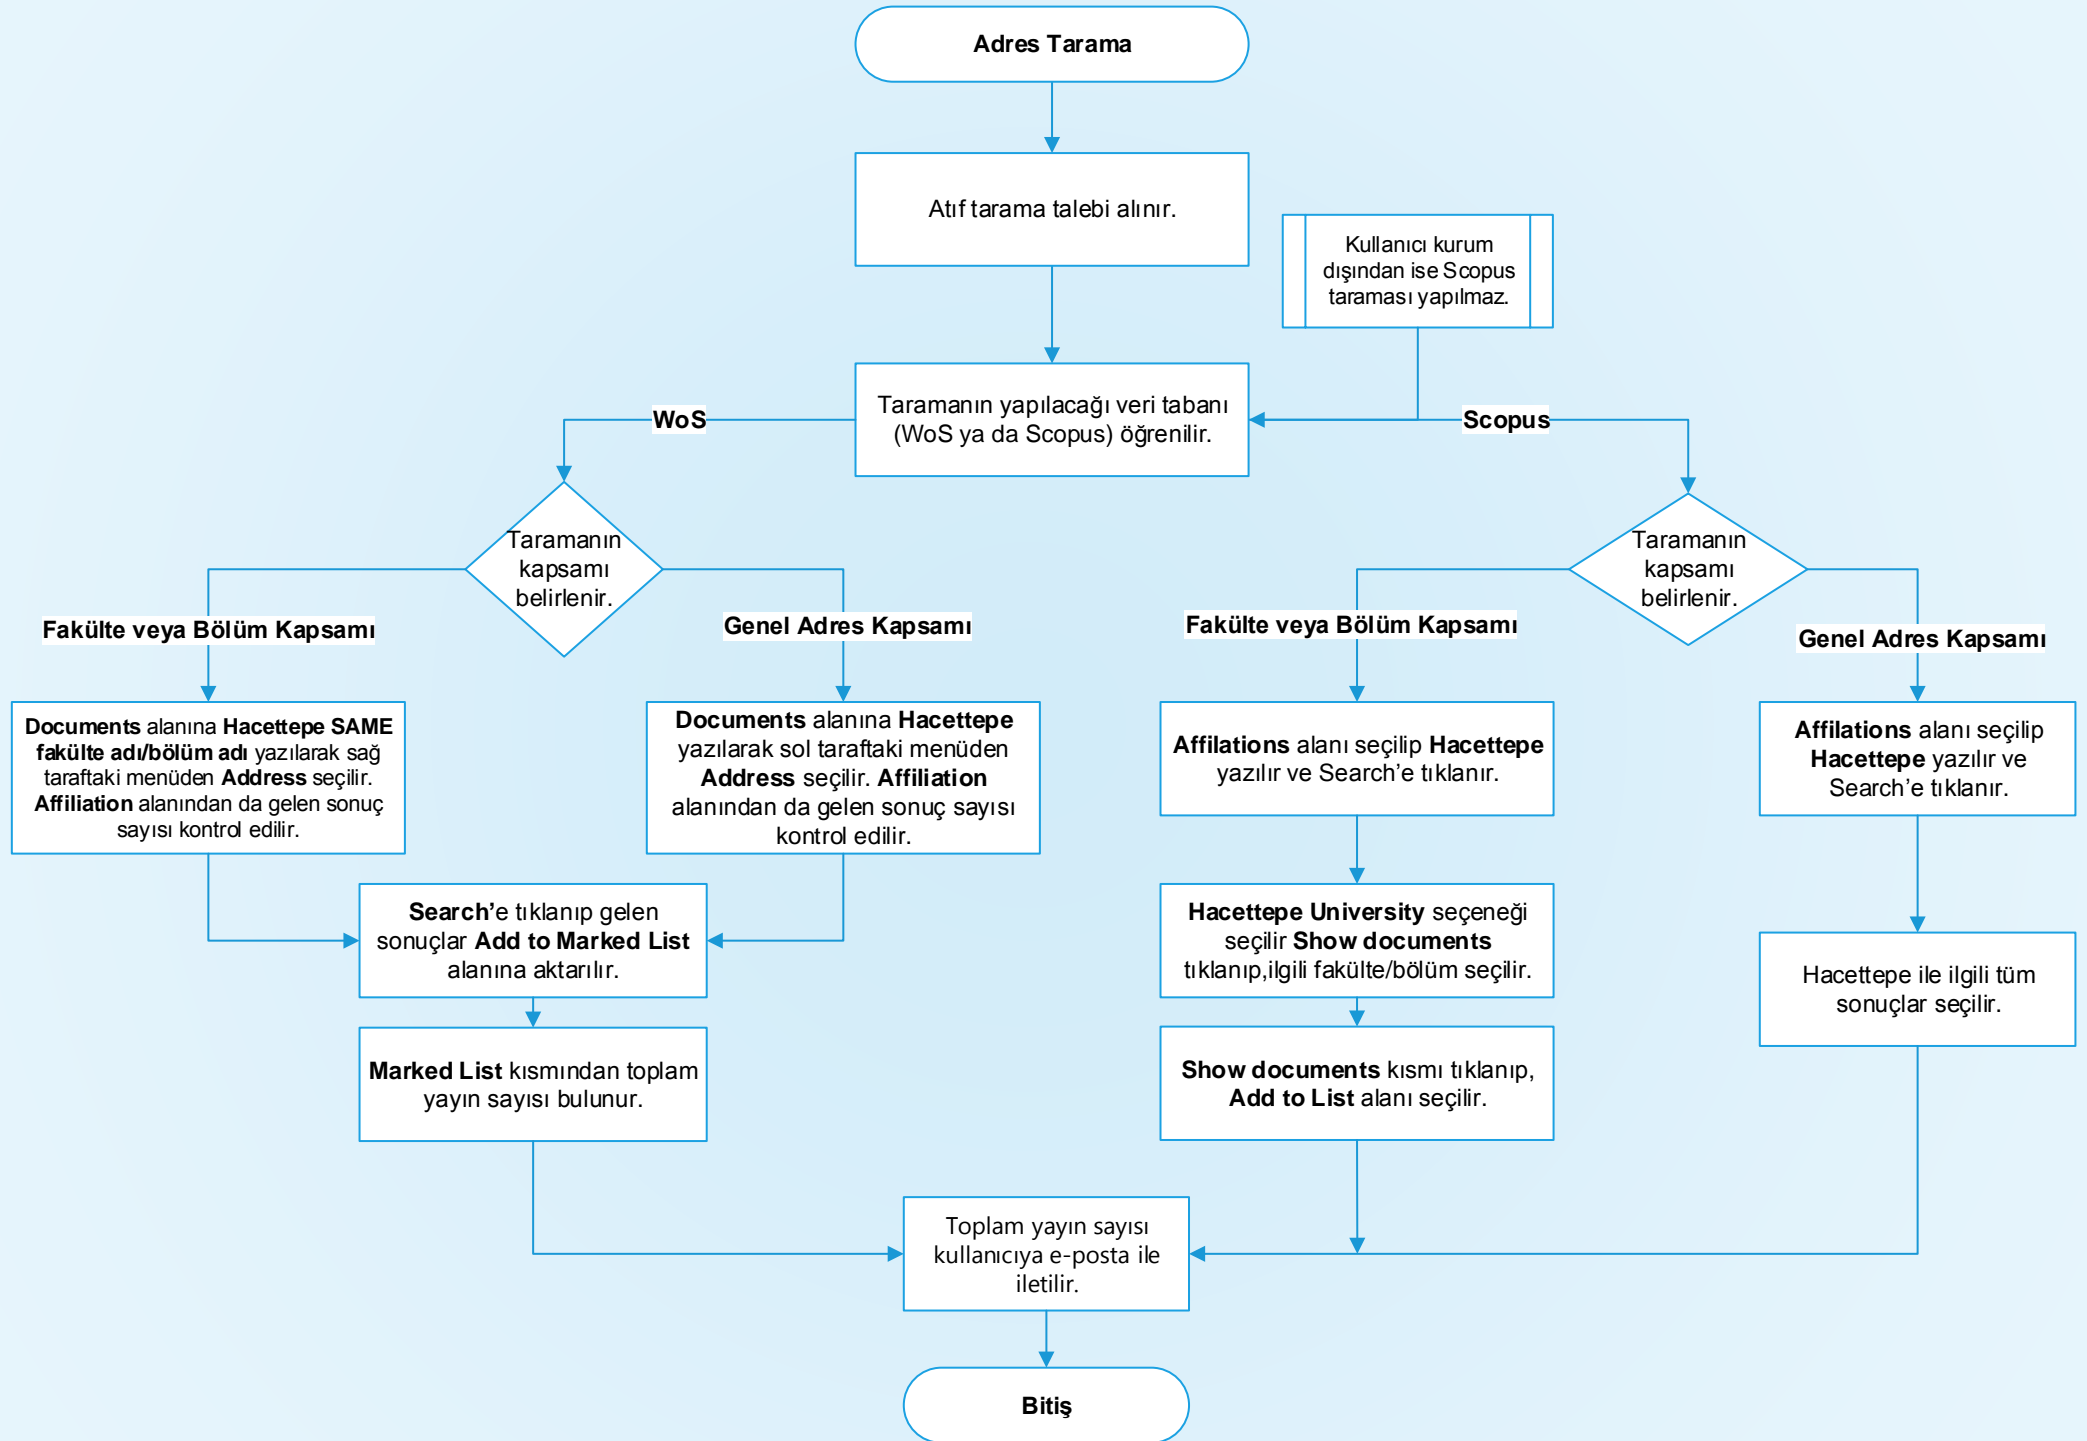 Adres Tarama
Atıf tarama talebi alınır.
Kullanıcı kurum
dışından ise Scopus
taraması yapılmaz.
Taramanın yapılacağı veri tabanı
(WoS ya da Scopus) öğrenilir.
WoS
Scopus
Taramanın
kapsamı
belirlenir.
Taramanın
kapsamı
belirlenir.
Fakülte veya Bölüm Kapsamı
Genel Adres Kapsamı
Fakülte veya Bölüm Kapsamı
Genel Adres Kapsamı
Documents alanına Hacettepe SAME
fakülte adı/bölüm adı yazılarak sağ
taraftaki menüden Address seçilir.
Affiliation alanından da gelen sonuç
sayısı kontrol edilir.
Documents alanına Hacettepe
yazılarak sol taraftaki menüden
Address seçilir. Affiliation
alanından da gelen sonuç sayısı
kontrol edilir.
Affilations alanı seçilip Hacettepe
yazılır ve Search’e tıklanır.
Affilations alanı seçilip
Hacettepe yazılır ve
Search’e tıklanır.
Search’e tıklanıp gelen
sonuçlar Add to Marked List
alanına aktarılır.
Hacettepe University seçeneği
seçilir Show documents
tıklanıp,ilgili fakülte/bölüm seçilir.
Hacettepe ile ilgili tüm
sonuçlar seçilir.
Marked List kısmından toplam
yayın sayısı bulunur.
Show documents kısmı tıklanıp,
Add to List alanı seçilir.
Toplam yayın sayısı
kullanıcıya e-posta ile
iletilir.
Bitiş